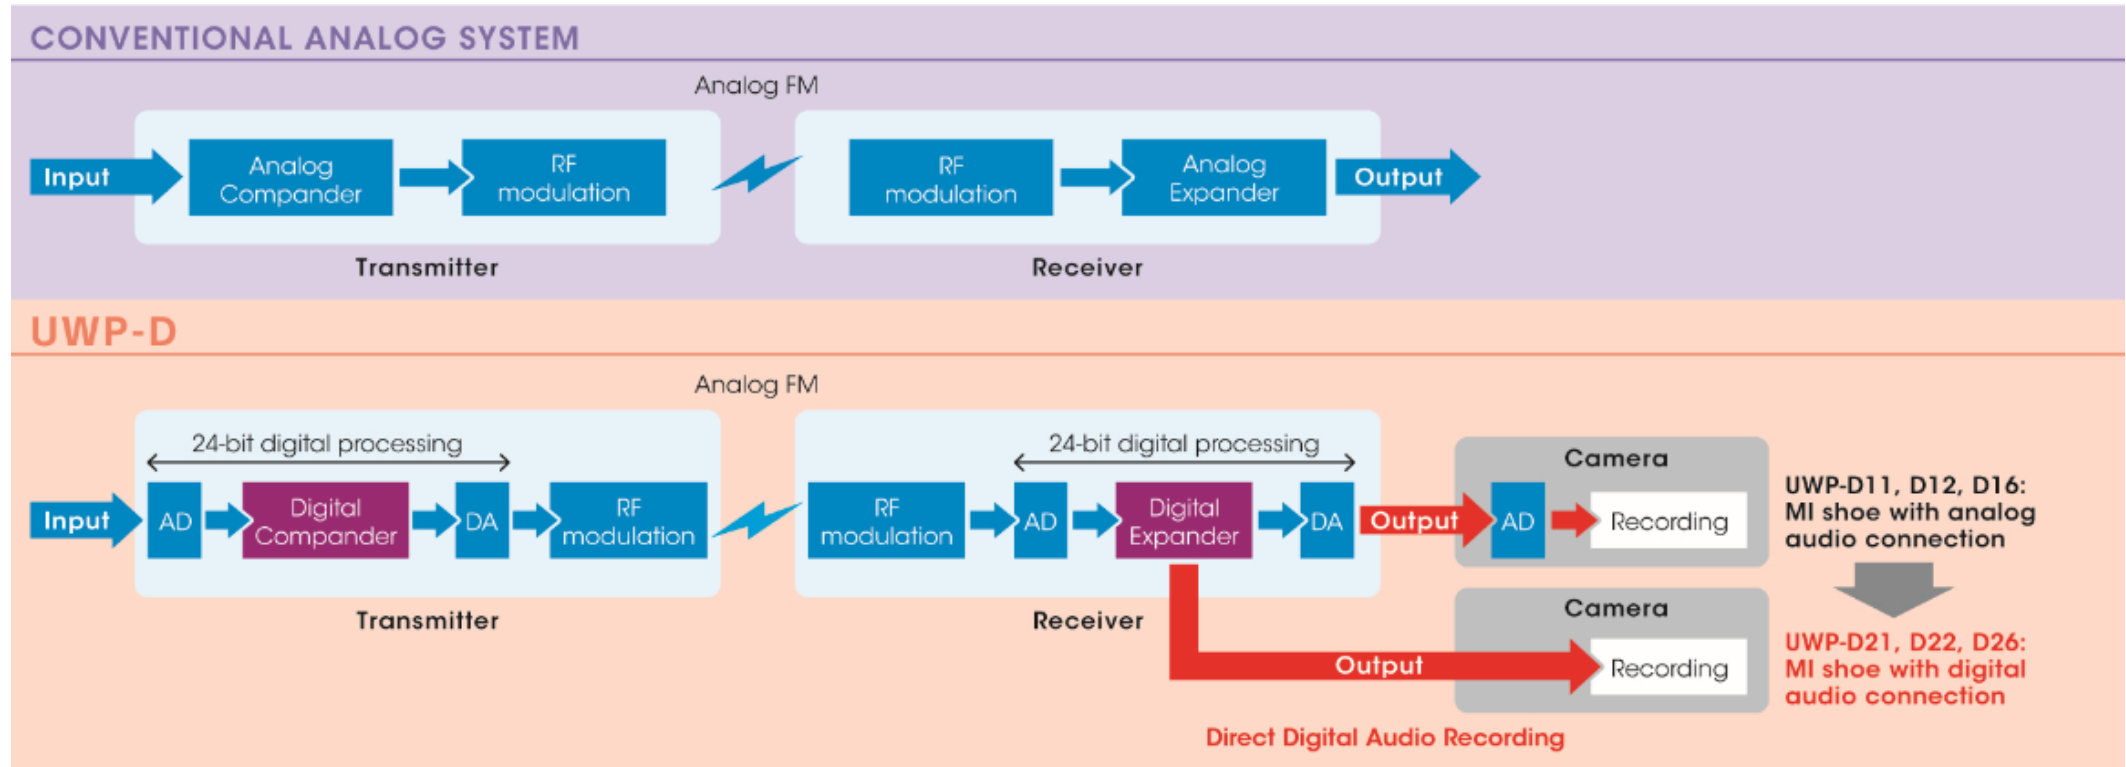 CONVENTIONAL ANALOG SYSTEM
Analog FM
Input
Analog
Compander
RF
modulation
RF
modulation
Analog
Expander
Output
Transmitter
Receiver
UWP-D
Analog FM
24-bit digital processing
24-bit digital processing
Input
AD
Digital
Compander
DA
RF
modulation
RF
modulation
AD
Digital
Expander
DA
Output
Camera
AD
Recording
UWP-D11, D12, D16:
MI shoe with analog
audio connection
Transmitter
Receiver
Output
Camera
Recording
UWP-D21, D22, D26:
MI shoe with digital
audio connection
Direct Digital Audio Recording